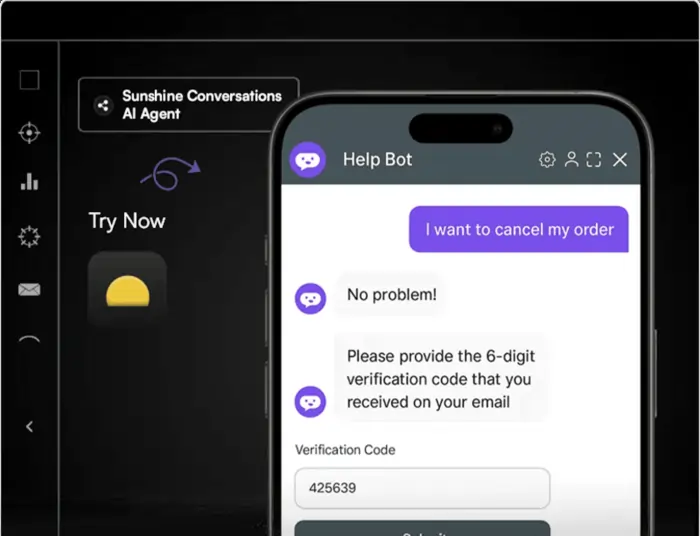 Sunshine Conversations
AI Agent
Try Now
Help Bot
I want to cancel my order
No problem!
Please provide the 6-digit
verification code that you
received on your email
Verification Code
425639